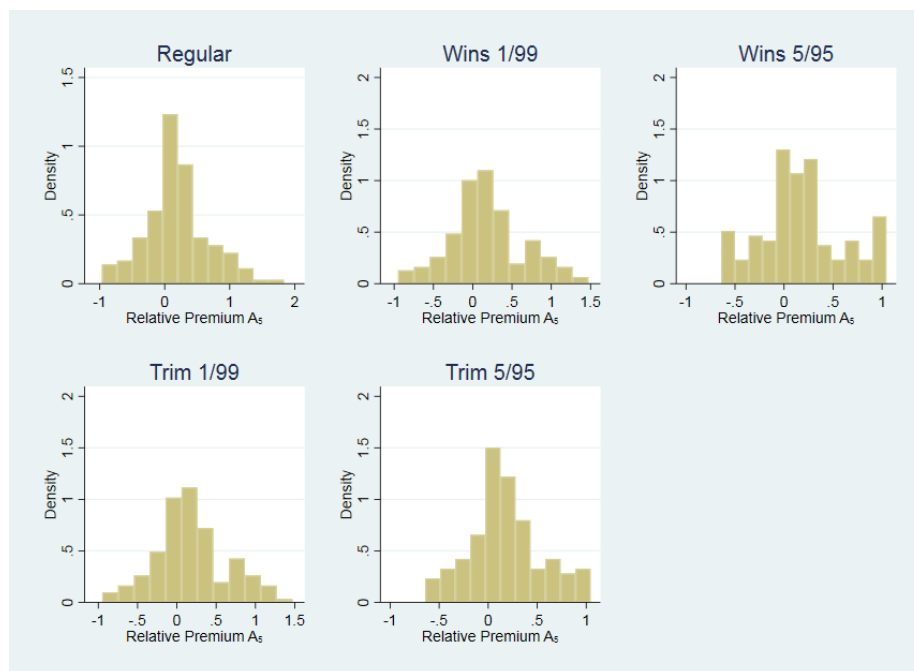 Regular
1.5
1
.5
0
Density
-1 0 1 2
Relative Premium A₅
Wins 1/99
2
1.5
1
.5
0
Density
-1 -.5 0 .5 1 1.5
Relative Premium A₅
Wins 5/95
2
1.5
1
.5
0
Density
-1 -.5 0 .5 1
Relative Premium A₅
Trim 1/99
2
1.5
1
.5
0
Density
-1 -.5 0 .5 1 1.5
Relative Premium A₅
Trim 5/95
2
1.5
1
.5
0
Density
-1 -.5 0 .5 1
Relative Premium A₅